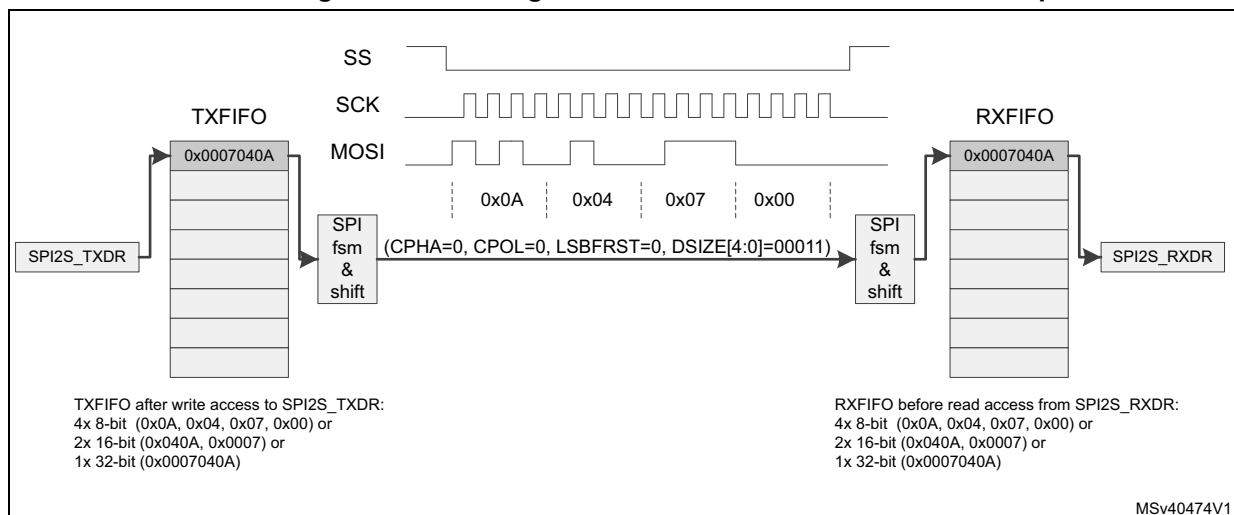 SS
SCK
MOSI
TXFIFO
RXFIFO
0x0007040A
0x0007040A
0x0A
0x04
0x07
0x00
SPI2S_TXDR
SPI
fsm
&
shift
(CPHA=0, CPOL=0, LSBFRST=0, DSIZE[4:0]=00011)
SPI
fsm
&
shift
SPI2S_RXDR
TXFIFO after write access to SPI2S_TXDR:
4x 8-bit (0x0A, 0x04, 0x07, 0x00) or
2x 16-bit (0x040A, 0x0007) or
1x 32-bit (0x0007040A)
RXFIFO before read access from SPI2S_RXDR:
4x 8-bit (0x0A, 0x04, 0x07, 0x00) or
2x 16-bit (0x040A, 0x0007) or
1x 32-bit (0x0007040A)
MSv40474V1